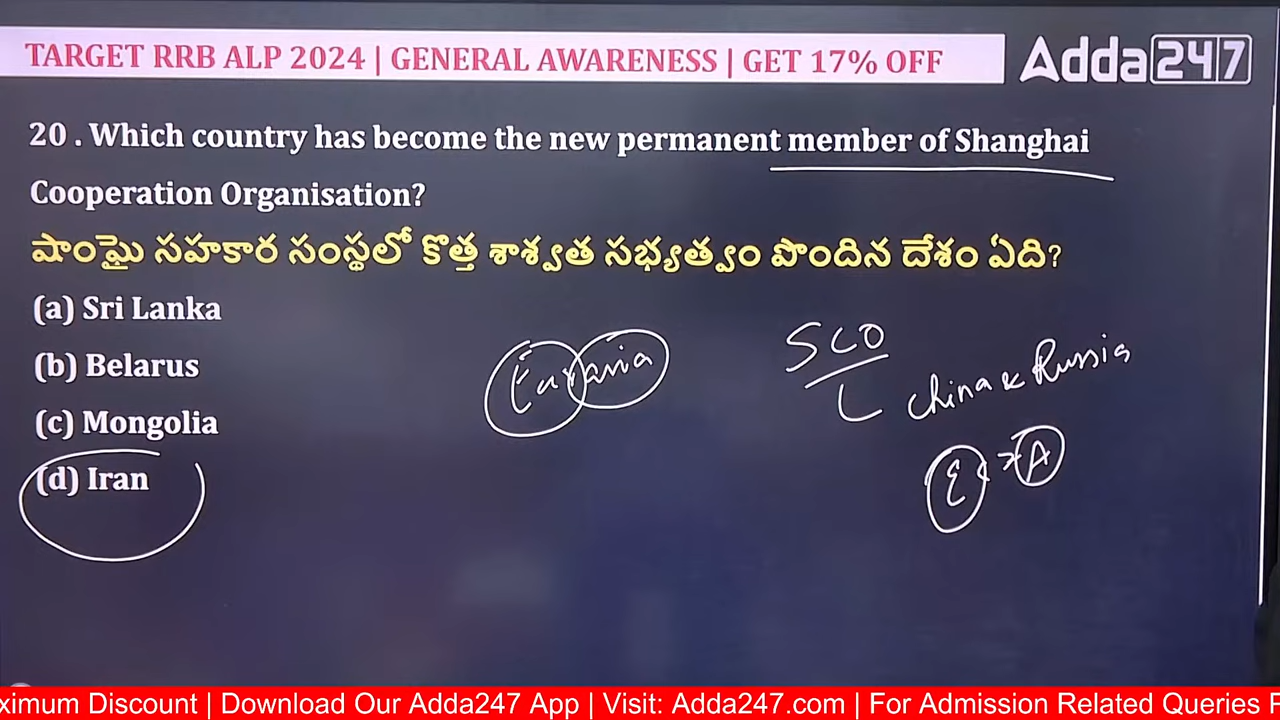 TARGET RRB ALP 2024 | GENERAL AWARENESS | GET 17% OFF
Adda247
20 . Which country has become the new permanent member of Shanghai
Cooperation Organisation?
షాంఘై సహకార సంస్థలో కొత్త శాశ్వత సభ్యత్వం పొందిన దేశం ఏది?
(a) Sri Lanka
(b) Belarus
(c) Mongolia
(d) Iran
Eurasia
SCO
China & Russia
E <> A
ximum Discount | Download Our Adda247 App | Visit: Adda247.com | For Admission Related Queries